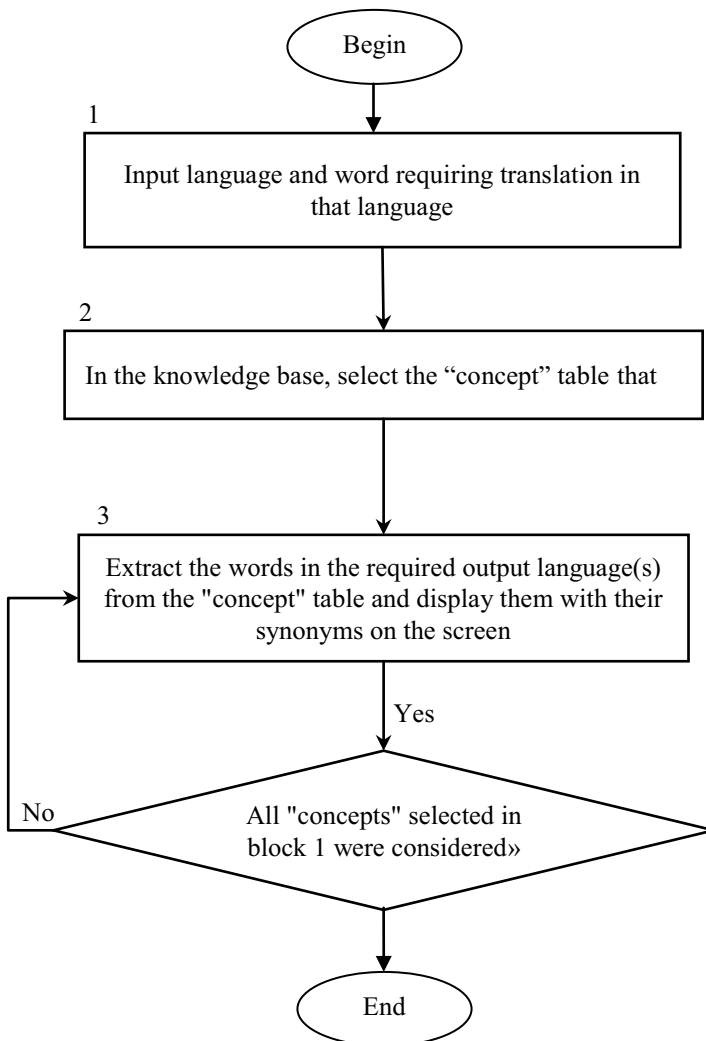 Begin
1
Input language and word requiring translation in
that language
2
In the knowledge base, select the “concept” table that
3
Extract the words in the required output language(s)
from the "concept" table and display them with their
synonyms on the screen
Yes
No
All "concepts" selected in
block 1 were considered»
End